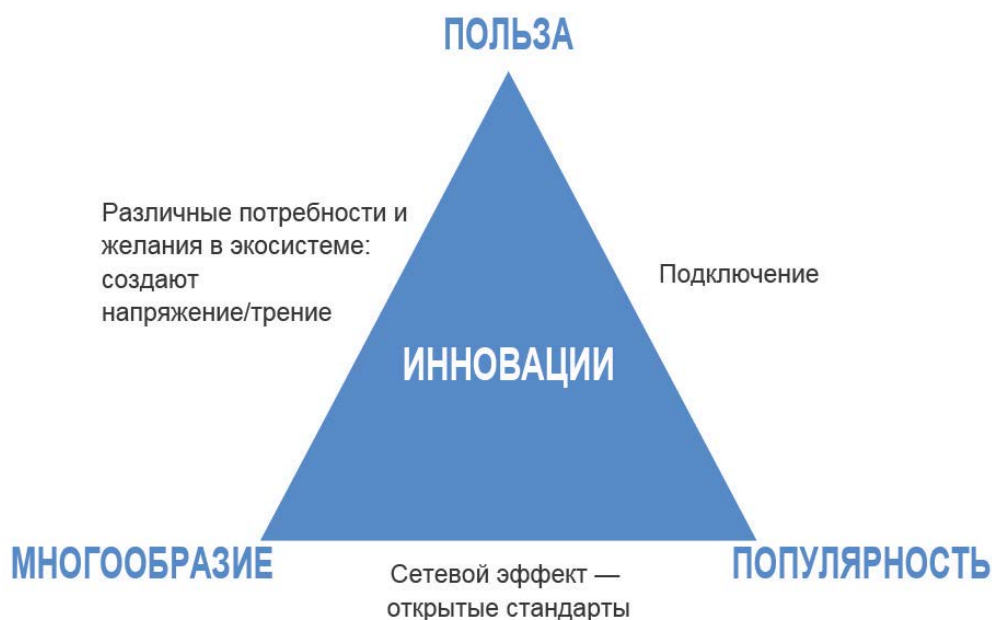 ПОЛЬЗА
Различные потребности и
желания в экосистеме:
создают
напряжение/трение
Подключение
ИННОВАЦИИ
МНОГООБРАЗИЕ
ПОПУЛЯРНОСТЬ
Сетевой эффект —
открытые стандарты